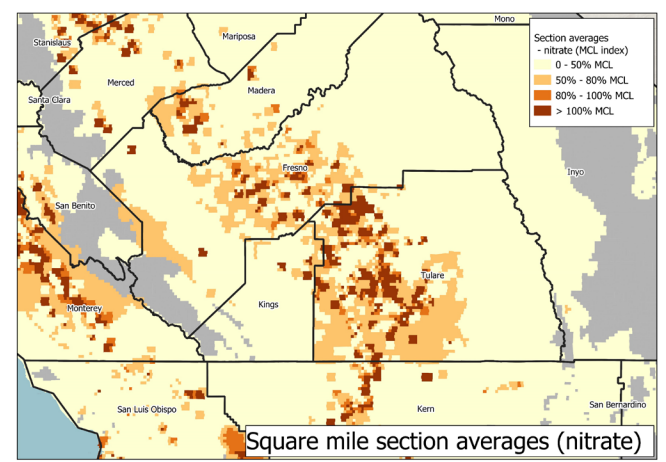 Mono
Section averages
- nitrate (MCL index)
0 - 50% MCL
50% - 80% MCL
80% - 100% MCL
> 100% MCL
Mariposa
Stanislaus
Merced
Madera
Santa Clara
Fresno
Inyo
San Benito
Tulare
Kings
Monterey
San Luis Obispo
Kern
San Bernardino
Square mile section averages (nitrate)